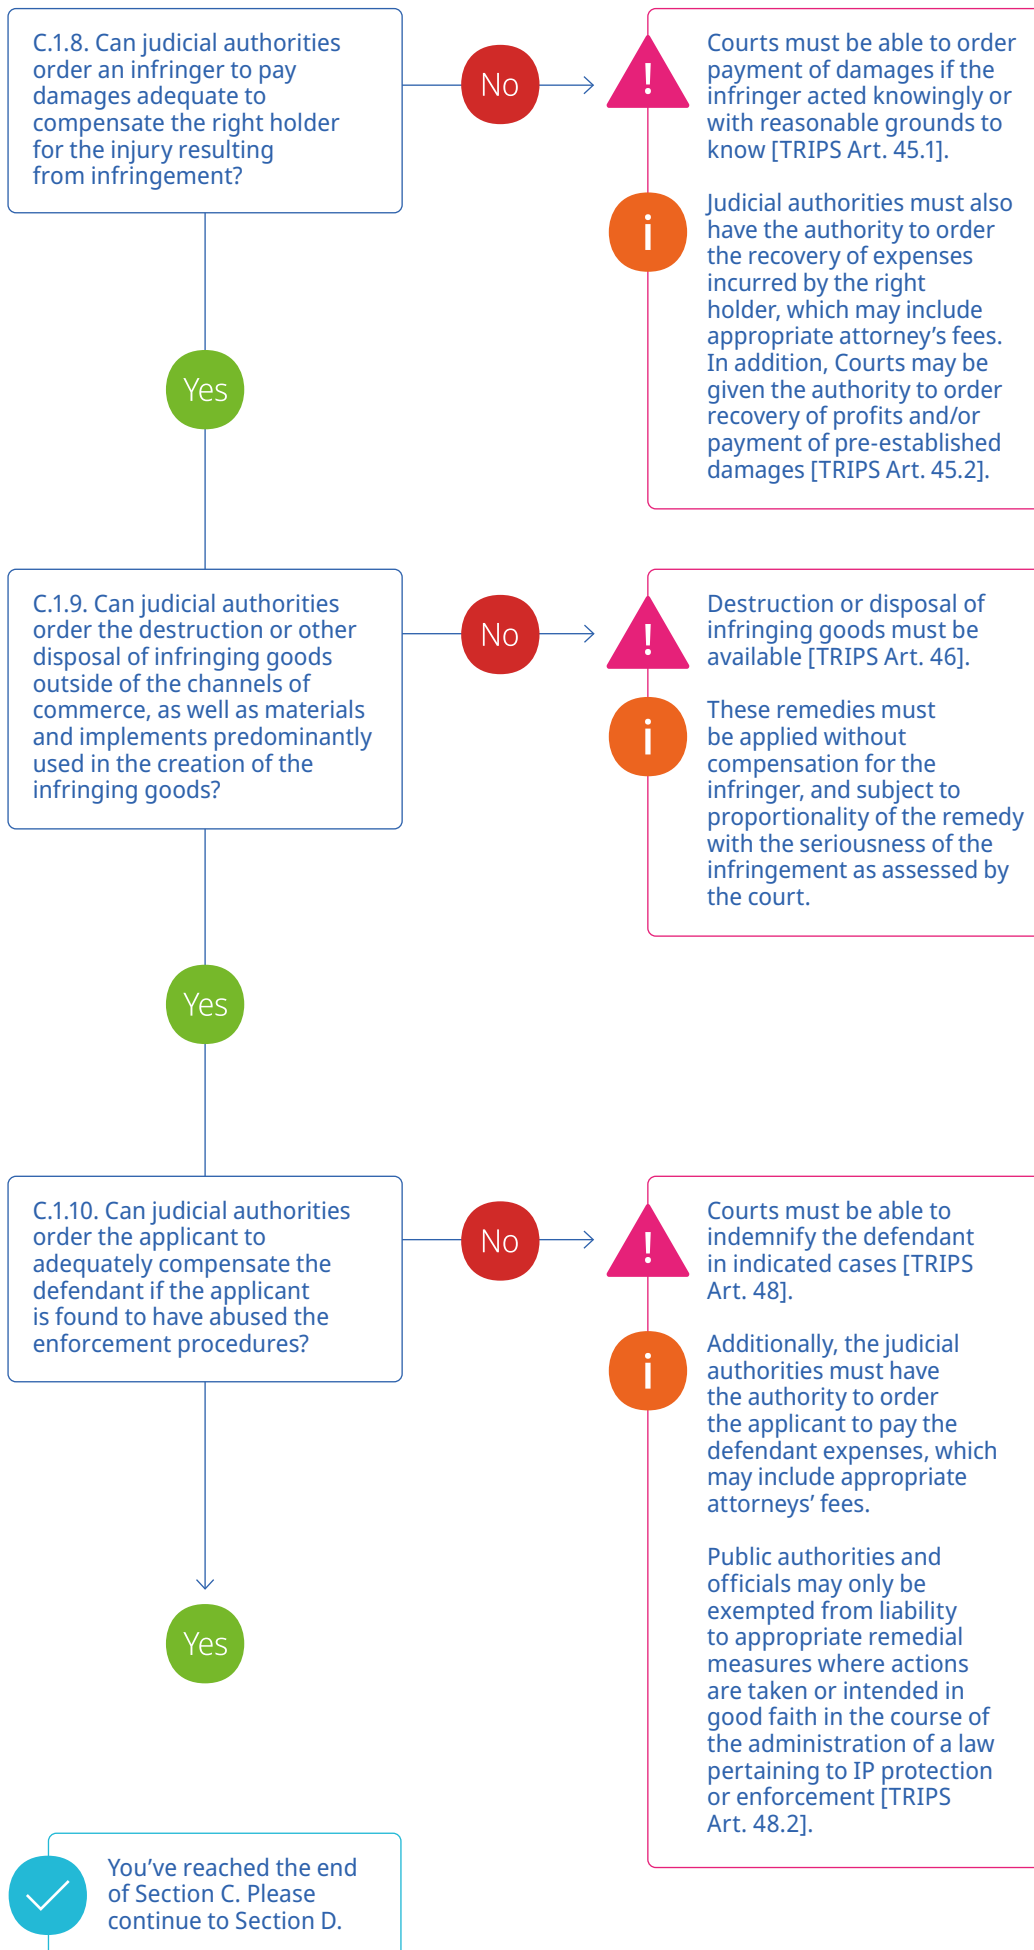 C.1.8. Can judicial authorities
order an infringer to pay
damages adequate to
compensate the right holder
for the injury resulting
from infringement?
No
!
Courts must be able to order
payment of damages if the
infringer acted knowingly or
with reasonable grounds to
know [TRIPS Art. 45.1].
i
Judicial authorities must also
have the authority to order
the recovery of expenses
incurred by the right
holder, which may include
appropriate attorney’s fees.
In addition, Courts may be
given the authority to order
recovery of profits and/or
payment of pre-established
damages [TRIPS Art. 45.2].
Yes
C.1.9. Can judicial authorities
order the destruction or other
disposal of infringing goods
outside of the channels of
commerce, as well as materials
and implements predominantly
used in the creation of the
infringing goods?
No
!
Destruction or disposal of
infringing goods must be
available [TRIPS Art. 46].
i
These remedies must
be applied without
compensation for the
infringer, and subject to
proportionality of the remedy
with the seriousness of the
infringement as assessed by
the court.
Yes
C.1.10. Can judicial authorities
order the applicant to
adequately compensate the
defendant if the applicant
is found to have abused the
enforcement procedures?
No
!
Courts must be able to
indemnify the defendant
in indicated cases [TRIPS
Art. 48].
i
Additionally, the judicial
authorities must have
the authority to order
the applicant to pay the
defendant expenses, which
may include appropriate
attorneys’ fees.
Public authorities and
officials may only be
exempted from liability
to appropriate remedial
measures where actions
are taken or intended in
good faith in the course of
the administration of a law
pertaining to IP protection
or enforcement [TRIPS
Art. 48.2].
Yes
You’ve reached the end
of Section C. Please
continue to Section D.